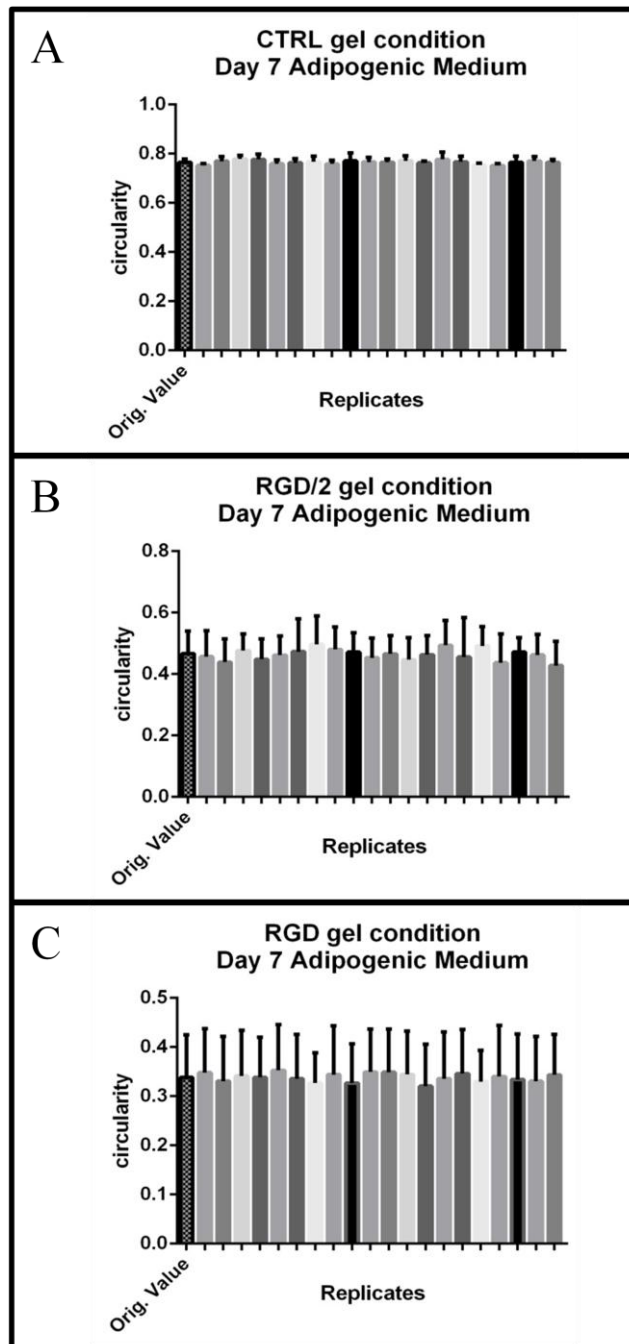 A
CTRL gel condition
Day 7 Adipogenic Medium
circularity
1.0
0.8
0.6
0.4
0.2
0.0
Orig. Value
Replicates
B
RGD/2 gel condition
Day 7 Adipogenic Medium
circularity
0.8
0.6
0.4
0.2
0.0
Orig. Value
Replicates
C
RGD gel condition
Day 7 Adipogenic Medium
circularity
0.5
0.4
0.3
0.2
0.1
0.0
Orig. Value
Replicates